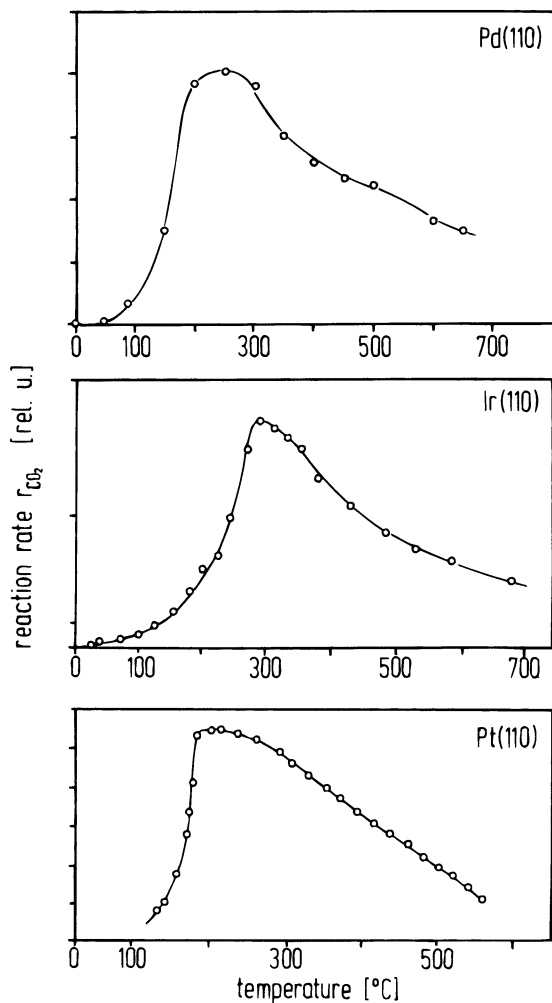 Pd(110)
0 100 300 500 700
Ir(110)
0 100 300 500 700
Pt(110)
0 100 300 500
temperature [°C]
reaction rate r_CO₂ [rel. u.]